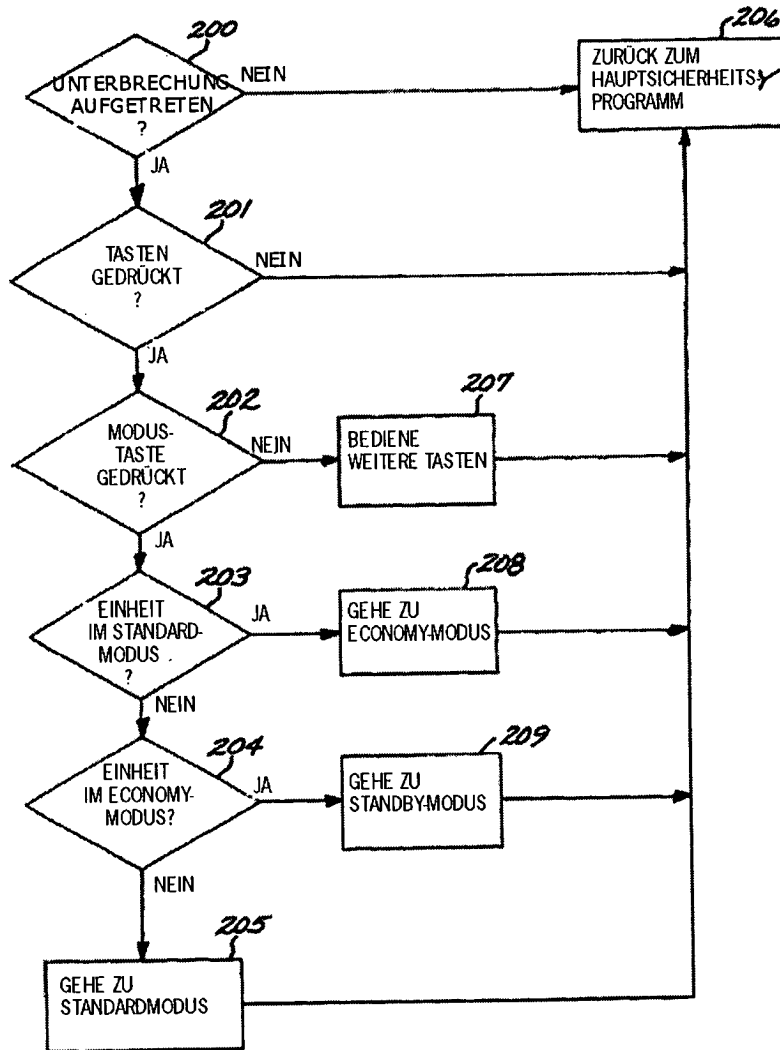 200
UNTERBRECHUNG
AUFGETRETEN
?
NEIN
JA
206
ZURÜCK ZUM
HAUPTSICHERHEITS-
PROGRAMM
201
TASTEN
GEDRÜCKT
?
NEIN
JA
202
MODUS-
TASTE
GEDRÜCKT
?
NEIN
JA
207
BEDIENE
WEITERE TASTEN
203
EINHEIT
IM STANDARD-
MODUS
?
JA
NEIN
208
GEHE ZU
ECONOMY-MODUS
204
EINHEIT
IM ECONOMY-
MODUS?
JA
NEIN
209
GEHE ZU
STANDBY-MODUS
205
GEHE ZU
STANDARDMODUS